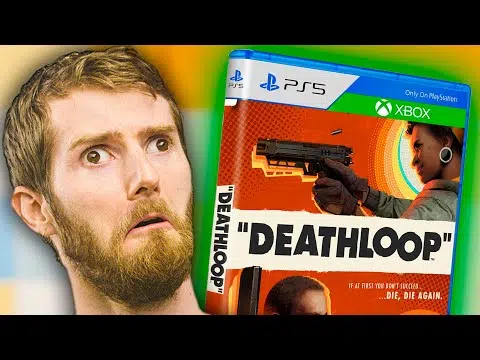 PS5
Only On PlayStation
XBOX
"DEATHLOOP"
"DEATHLOOP"
IF AT FIRST YOU DON'T SUCCEED...
...DIE, DIE AGAIN.